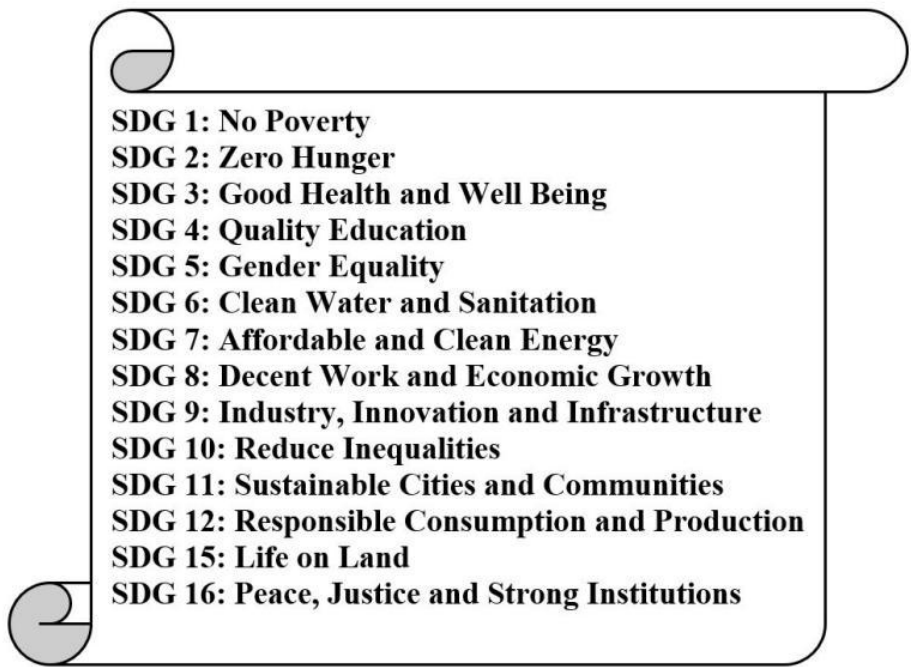 SDG 1: No Poverty
SDG 2: Zero Hunger
SDG 3: Good Health and Well Being
SDG 4: Quality Education
SDG 5: Gender Equality
SDG 6: Clean Water and Sanitation
SDG 7: Affordable and Clean Energy
SDG 8: Decent Work and Economic Growth
SDG 9: Industry, Innovation and Infrastructure
SDG 10: Reduce Inequalities
SDG 11: Sustainable Cities and Communities
SDG 12: Responsible Consumption and Production
SDG 15: Life on Land
SDG 16: Peace, Justice and Strong Institutions